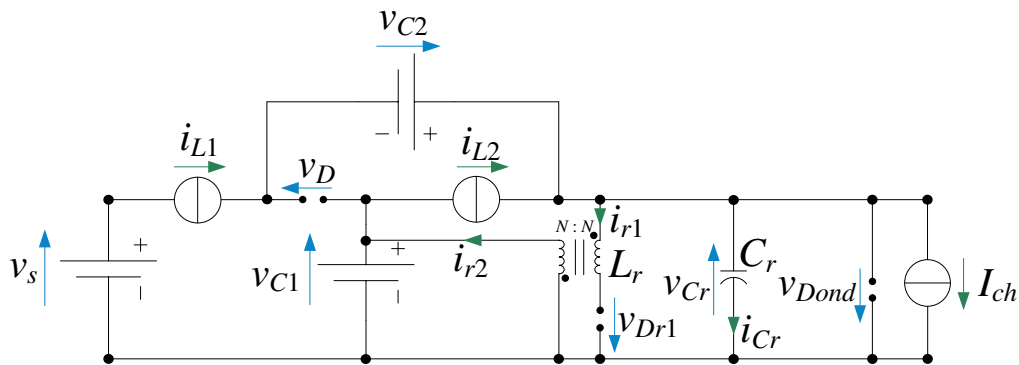 v_{C2}
− +
i_{L1} v_D i_{L2}
N : N i_{r1}
+ + i_{r2} L_r C_r
v_s v_{C1} v_{Cr} v_{Dond} I_{ch}
− − v_{Dr1} i_{Cr}